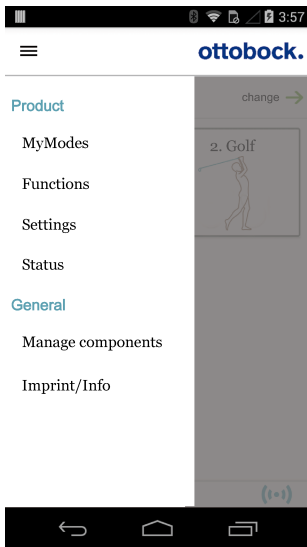 3:57
ottobock.
Product
change
MyModes
2. Golf
Functions
Settings
Status
General
Manage components
Imprint/Info